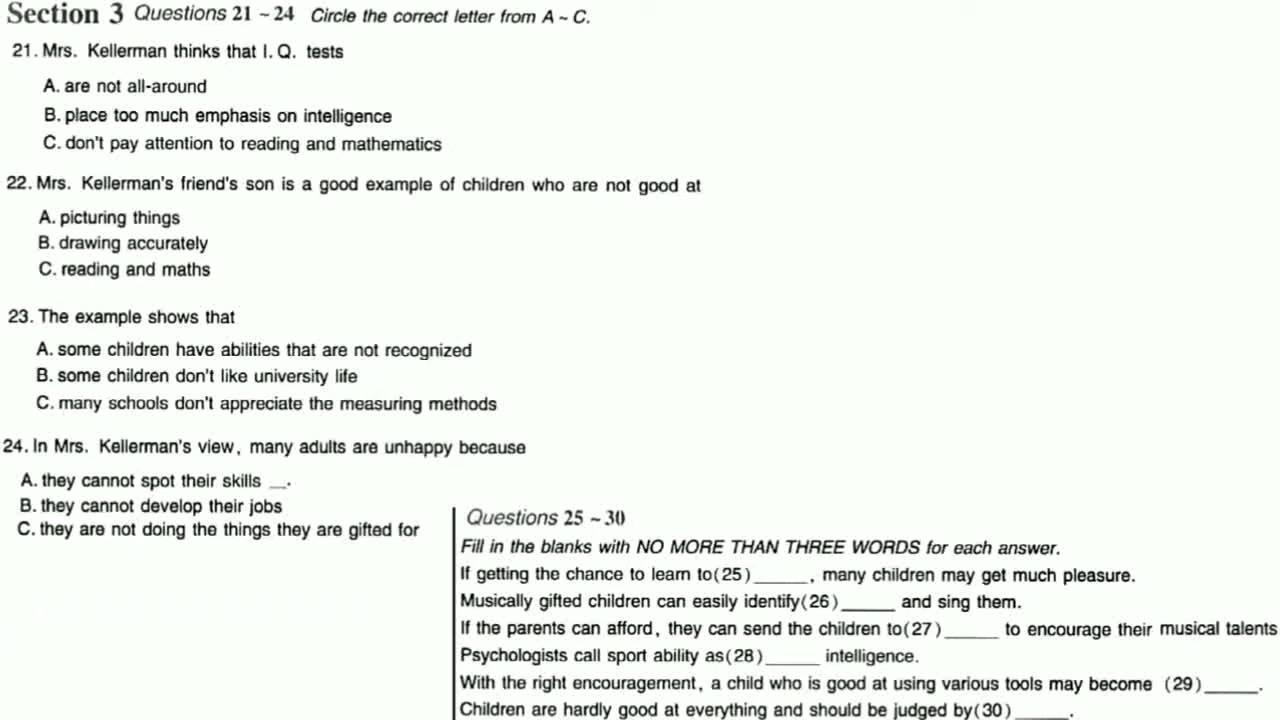 Section 3 Questions 21 ~ 24 Circle the correct letter from A ~ C.
21. Mrs. Kellerman thinks that I. Q. tests
A. are not all-around
B. place too much emphasis on intelligence
C. don't pay attention to reading and mathematics
22. Mrs. Kellerman's friend's son is a good example of children who are not good at
A. picturing things
B. drawing accurately
C. reading and maths
23. The example shows that
A. some children have abilities that are not recognized
B. some children don't like university life
C. many schools don't appreciate the measuring methods
24. In Mrs. Kellerman's view, many adults are unhappy because
A. they cannot spot their skills __.
B. they cannot develop their jobs
C. they are not doing the things they are gifted for
Questions 25 ~ 30
Fill in the blanks with NO MORE THAN THREE WORDS for each answer.
If getting the chance to learn to(25)_____, many children may get much pleasure.
Musically gifted children can easily identify(26)_____ and sing them.
If the parents can afford, they can send the children to(27)_____ to encourage their musical talents
Psychologists call sport ability as(28)_____ intelligence.
With the right encouragement, a child who is good at using various tools may become (29)_____.
Children are hardly good at everything and should be judged by(30)_____.